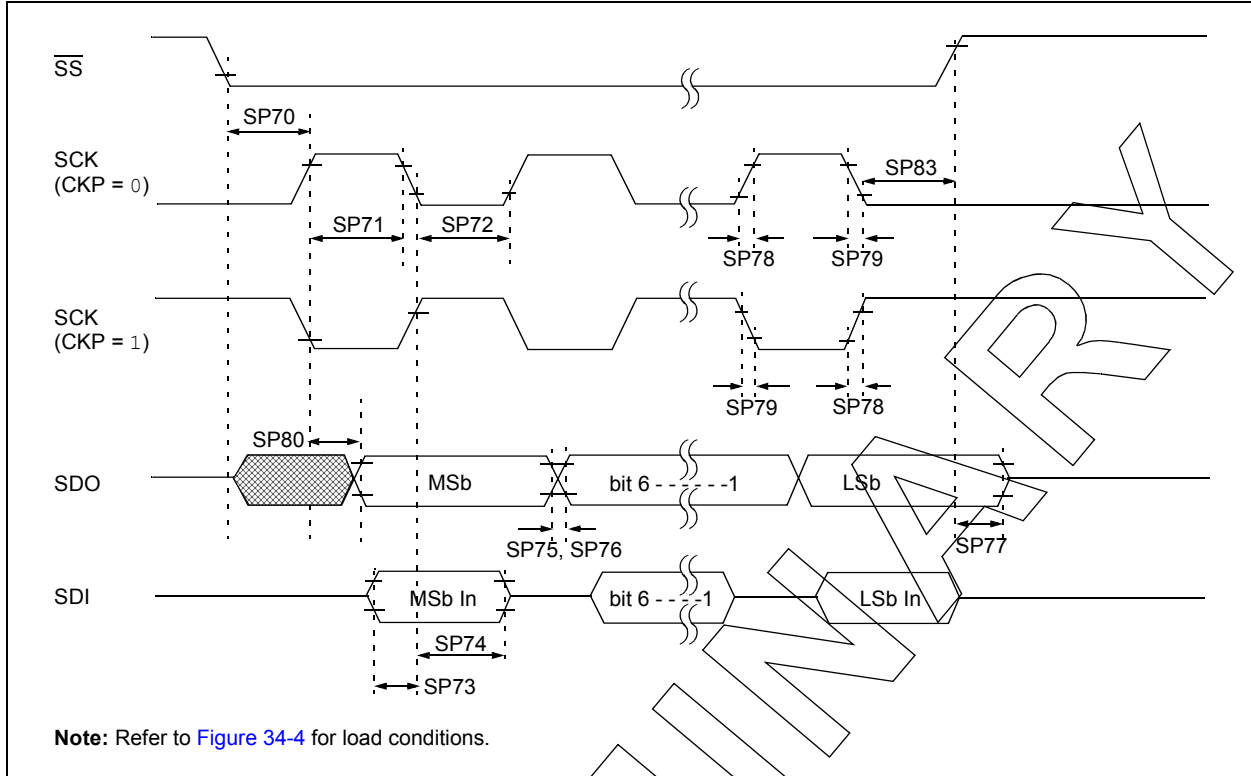 SS
SP70
SCK
(CKP = 0)
SP83
SP71
SP72
SP78
SP79
SCK
(CKP = 1)
SP79
SP78
SP80
SDO
MSb
bit 6 - - - - - -1
LSb
SP75, SP76
SP77
SDI
MSb In
bit 6 - - - -1
LSb In
SP74
SP73
Note: Refer to Figure 34-4 for load conditions.
INARY